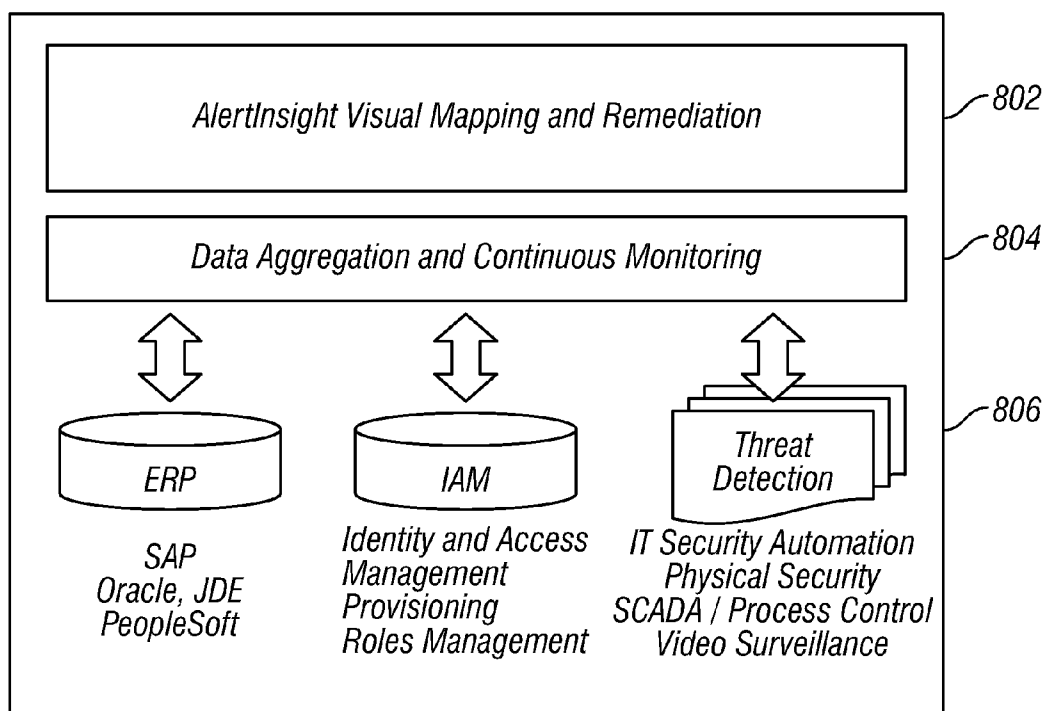 AlertInsight Visual Mapping and Remediation
802
Data Aggregation and Continuous Monitoring
804
806
ERP
IAM
Threat
Detection
SAP
Oracle, JDE
PeopleSoft
Identity and Access
Management
Provisioning
Roles Management
IT Security Automation
Physical Security
SCADA / Process Control
Video Surveillance